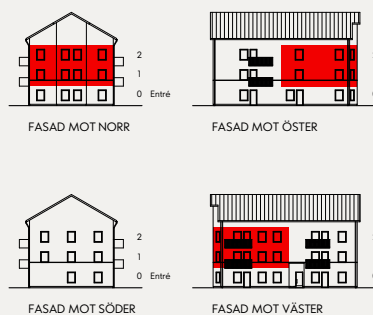 2
1
0 Entré
FASAD MOT NORR
FASAD MOT ÖSTER
2
1
0 Entré
FASAD MOT SÖDER
FASAD MOT VÄSTER